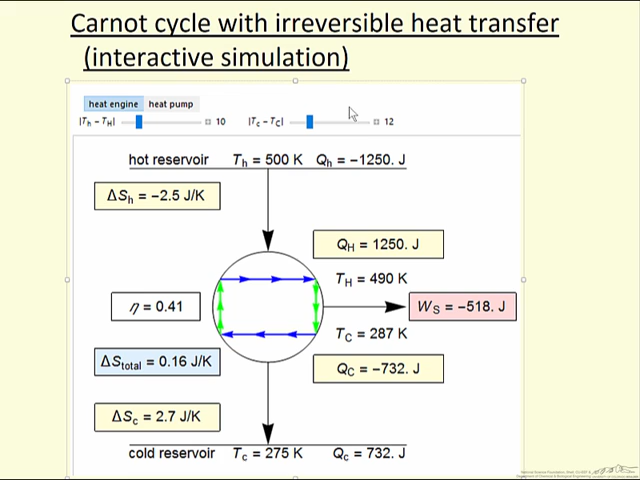 Carnot cycle with irreversible heat transfer
(interactive simulation)
heat engine heat pump
|Th − TH| 10 |Tc − TC| 12
hot reservoir Th = 500 K Qh = −1250. J
ΔSh = −2.5 J/K
QH = 1250. J
TH = 490 K
η = 0.41
WS = −518. J
TC = 287 K
ΔStotal = 0.16 J/K
QC = −732. J
ΔSc = 2.7 J/K
cold reservoir Tc = 275 K Qc = 732. J